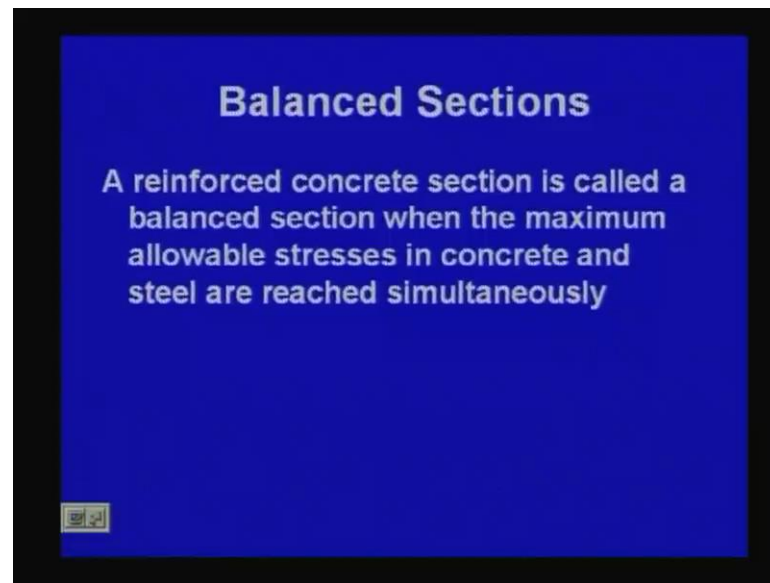 Balanced Sections
A reinforced concrete section is called a
balanced section when the maximum
allowable stresses in concrete and
steel are reached simultaneously